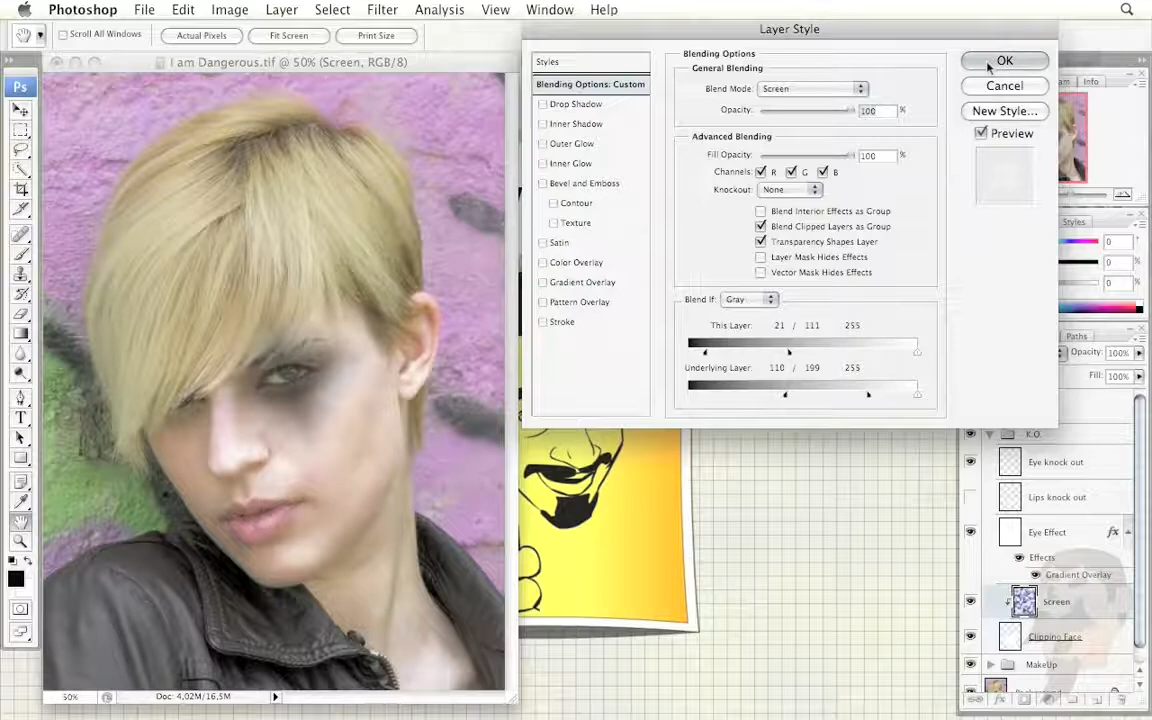 Photoshop File Edit Image Layer Select Filter Analysis View Window Help
Scroll All Windows Actual Pixels Fit Screen Print Size
Layer Style
I am Dangerous.tif @ 50% (Screen, RGB/8)
Ps
Styles
Blending Options: Custom
Drop Shadow
Inner Shadow
Outer Glow
Inner Glow
Bevel and Emboss
Contour
Texture
Satin
Color Overlay
Gradient Overlay
Pattern Overlay
Stroke
Blending Options
General Blending
Blend Mode: Screen
Opacity: 100 %
Advanced Blending
Fill Opacity: 100 %
Channels: R G B
Knockout: None
Blend Interior Effects as Group
Blend Clipped Layers as Group
Transparency Shapes Layer
Layer Mask Hides Effects
Vector Mask Hides Effects
Blend If: Gray
This Layer: 21 / 111 255
Underlying Layer: 110 / 199 255
OK
Cancel
New Style...
Preview
Info
Styles
0
0
0 %
Paths
Opacity: 100%
Fill: 100%
K.O.
Eye knock out
Lips knock out
Eye Effect fx
Effects
Gradient Overlay
Screen
Clipping Face
MakeUp
50% Doc: 4,02M/16,5M